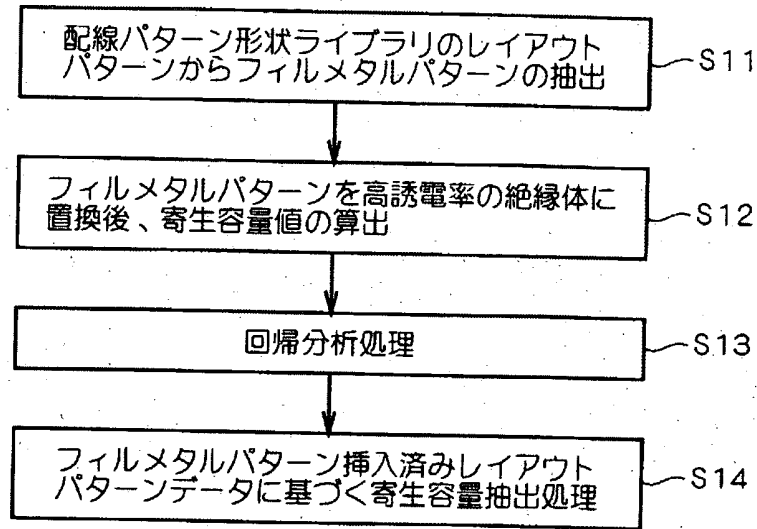 配線パターン形状ライブラリのレイアウト
パターンからフィルメタルパターンの抽出
S11
フィルメタルパターンを高誘電率の絶縁体に
置換後、寄生容量値の算出
S12
回帰分析処理
S13
フィルメタルパターン挿入済みレイアウト
パターンデータに基づく寄生容量抽出処理
S14